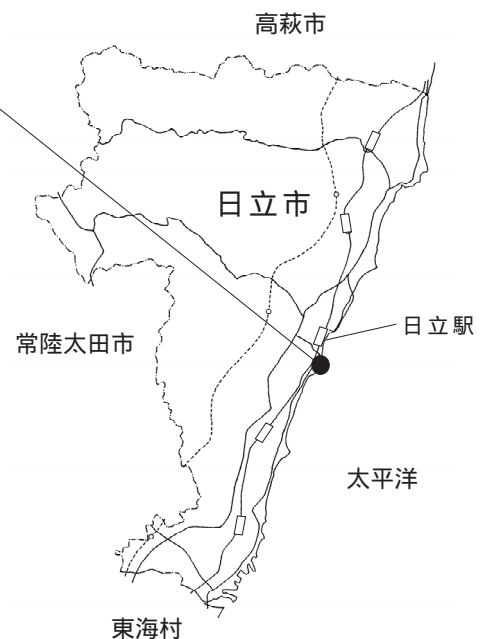 高萩市
日立市
日立駅
常陸太田市
太平洋
東海村